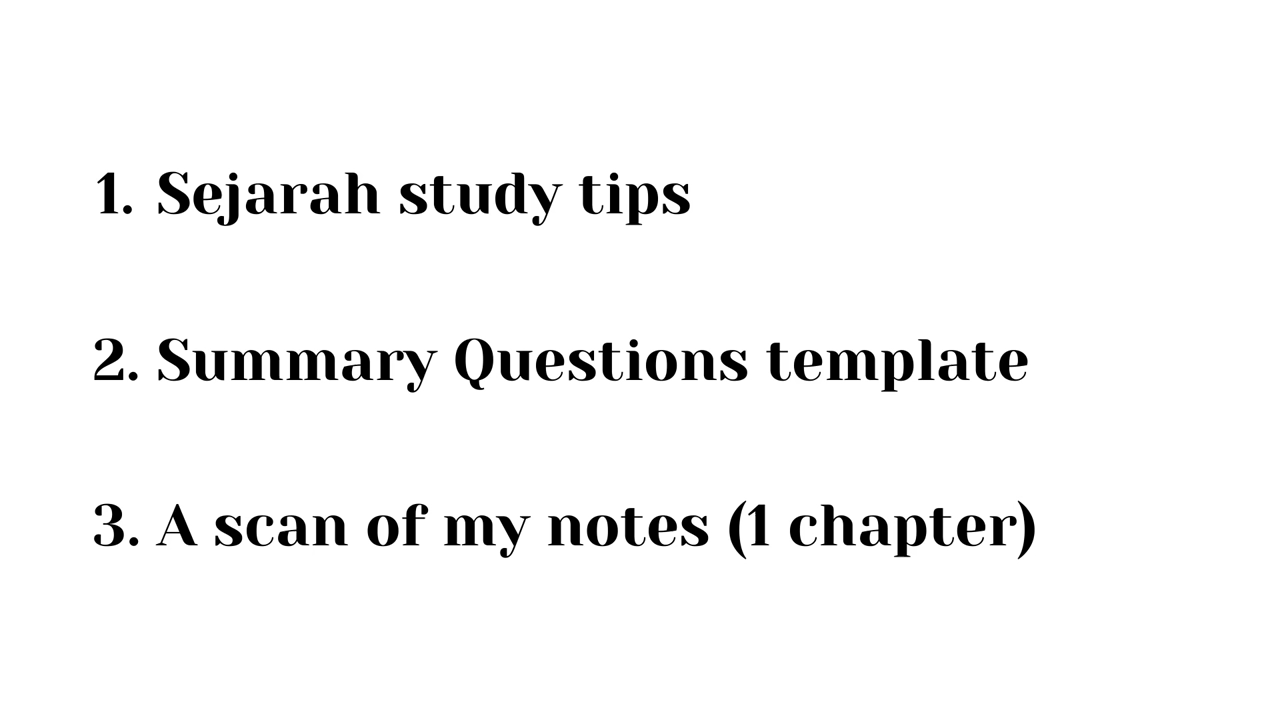 1. Sejarah study tips
2. Summary Questions template
3. A scan of my notes (1 chapter)